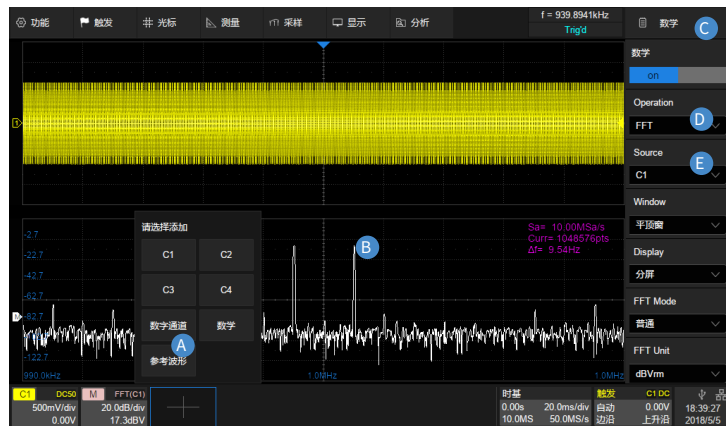 功能 触发 光标 测量 采样 显示 分析 f = 939.8941kHz Trig'd 数学 C
数学
on
Operation
FFT D
Source
C1 E
Window
平顶窗
Display
分屏
FFT Mode
普通
FFT Unit
dBVrm
1
Sa= 10.00MSa/s
Curr= 1048576pts
Δf= 9.54Hz
B
-2.7
-22.7
-42.7
-62.7
-82.7
-122.7
990.0kHz 1.0MHz 1.0MHz
请选择添加
C1 C2
C3 C4
数字通道 数学
A
参考波形
C1 DC50 M FFT(C1)
500mV/div 20.0dB/div
0.00V 17.3dBV
时基 触发 C1 DC
0.00s 20.0ms/div 自动 0.00V 18:39:27
10.0MS 50.0MS/s 边沿 上升沿 2018/5/5